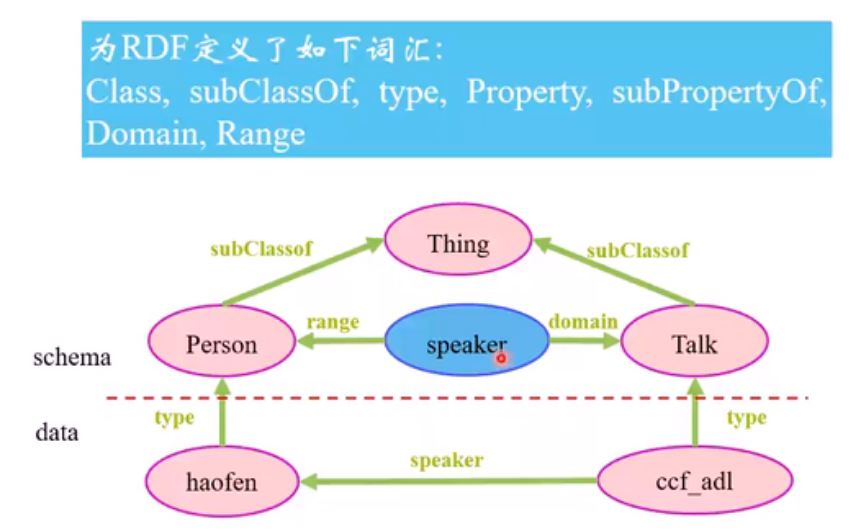 为RDF定义了如下词汇:
Class, subClassOf, type, Property, subPropertyOf,
Domain, Range
Thing
subClassof
subClassof
range
domain
Person
speaker
Talk
schema
data
type
type
speaker
haofen
ccf_adl